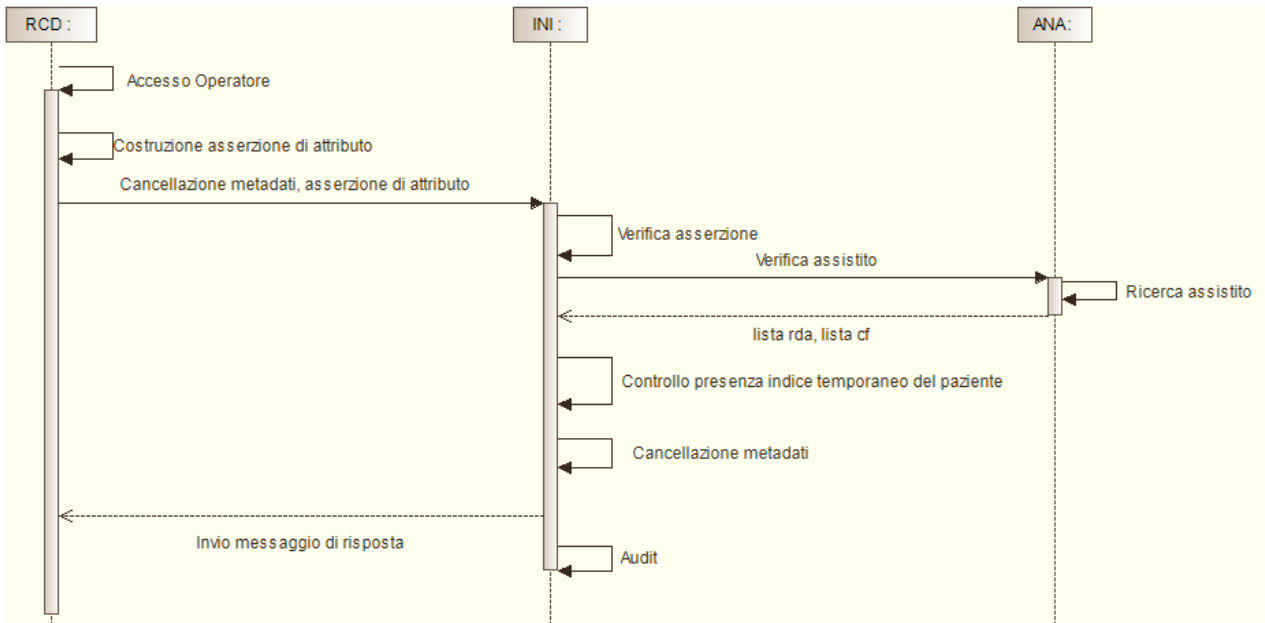 RCD :
INI :
ANA:
Accesso Operatore
Costruzione asserzione di attributo
Cancellazione metadati, asserzione di attributo
Verifica asserzione
Verifica assistito
Ricerca assistito
lista rda, lista cf
Controllo presenza indice temporaneo del paziente
Cancellazione metadati
Invio messaggio di risposta
Audit